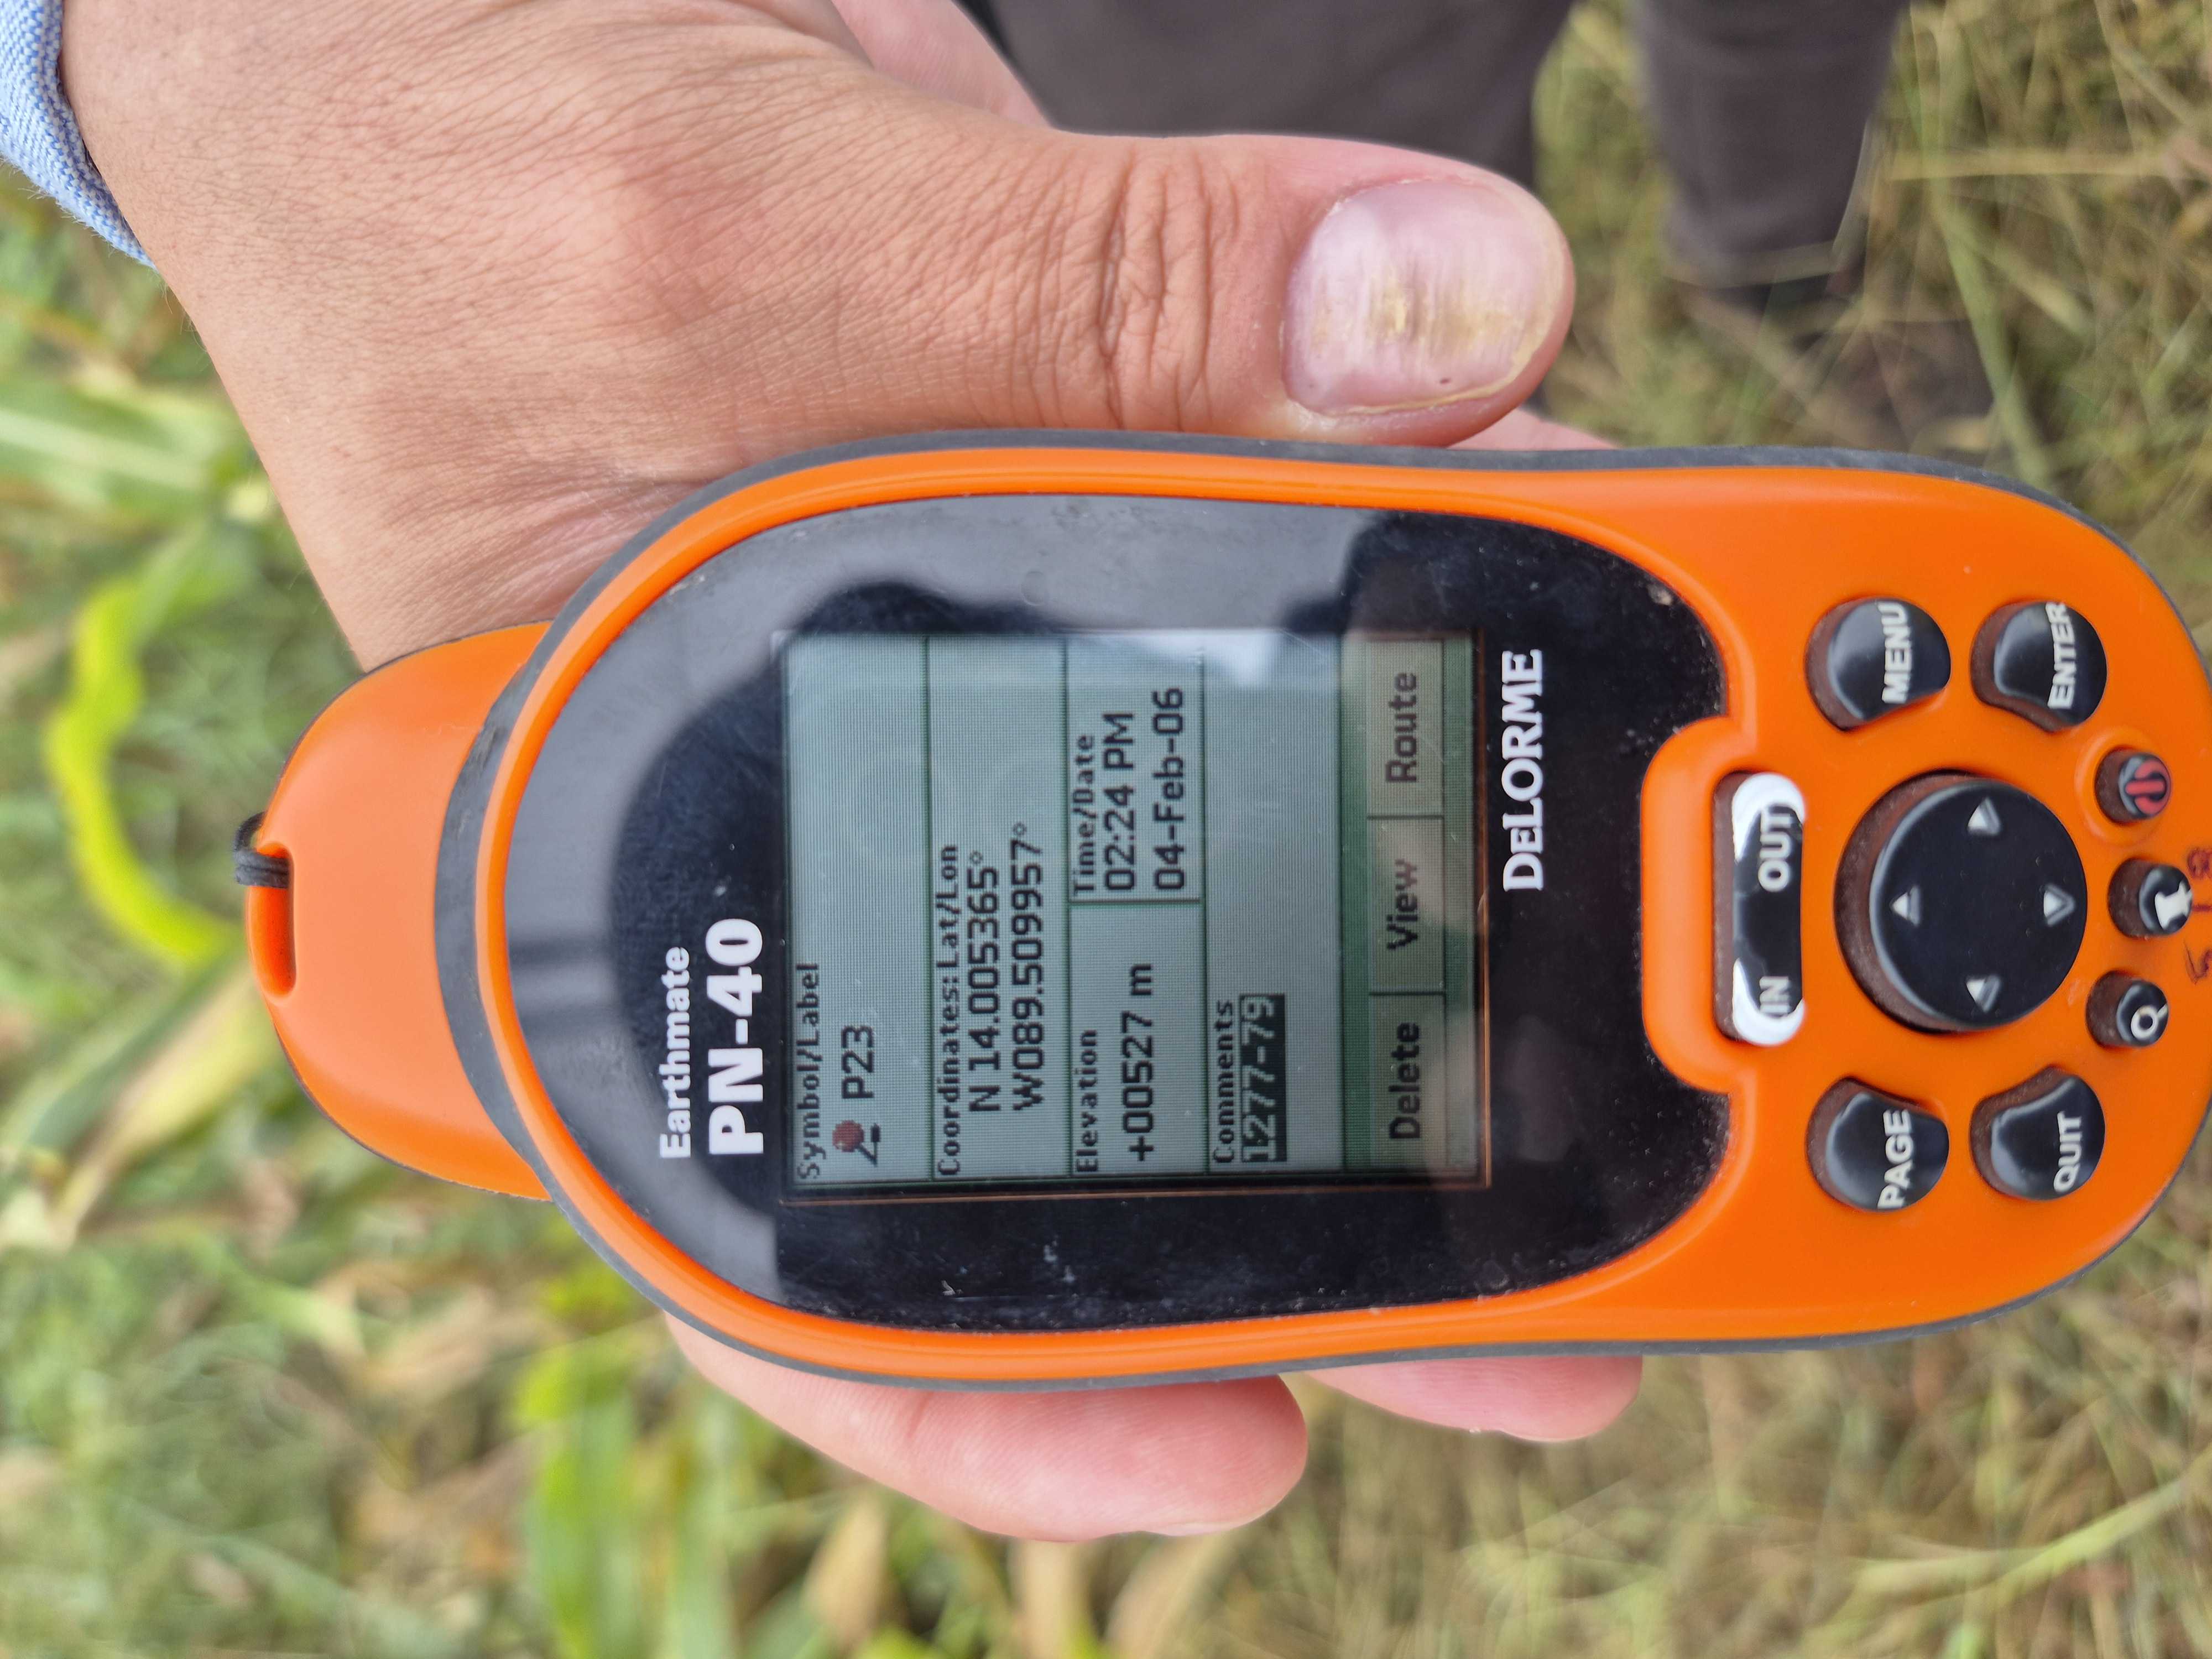 Earthmate
PN-40
Symbol/Label
P23
Coordinates:Lat/Lon
N 14.005365°
W089.509957°
Elevation
+00527 m
Time/Date
02:24 PM
04-Feb-06
Comments
1277-79
Delete View Route
DeLORME
IN OUT
PAGE MENU
QUIT ENTER